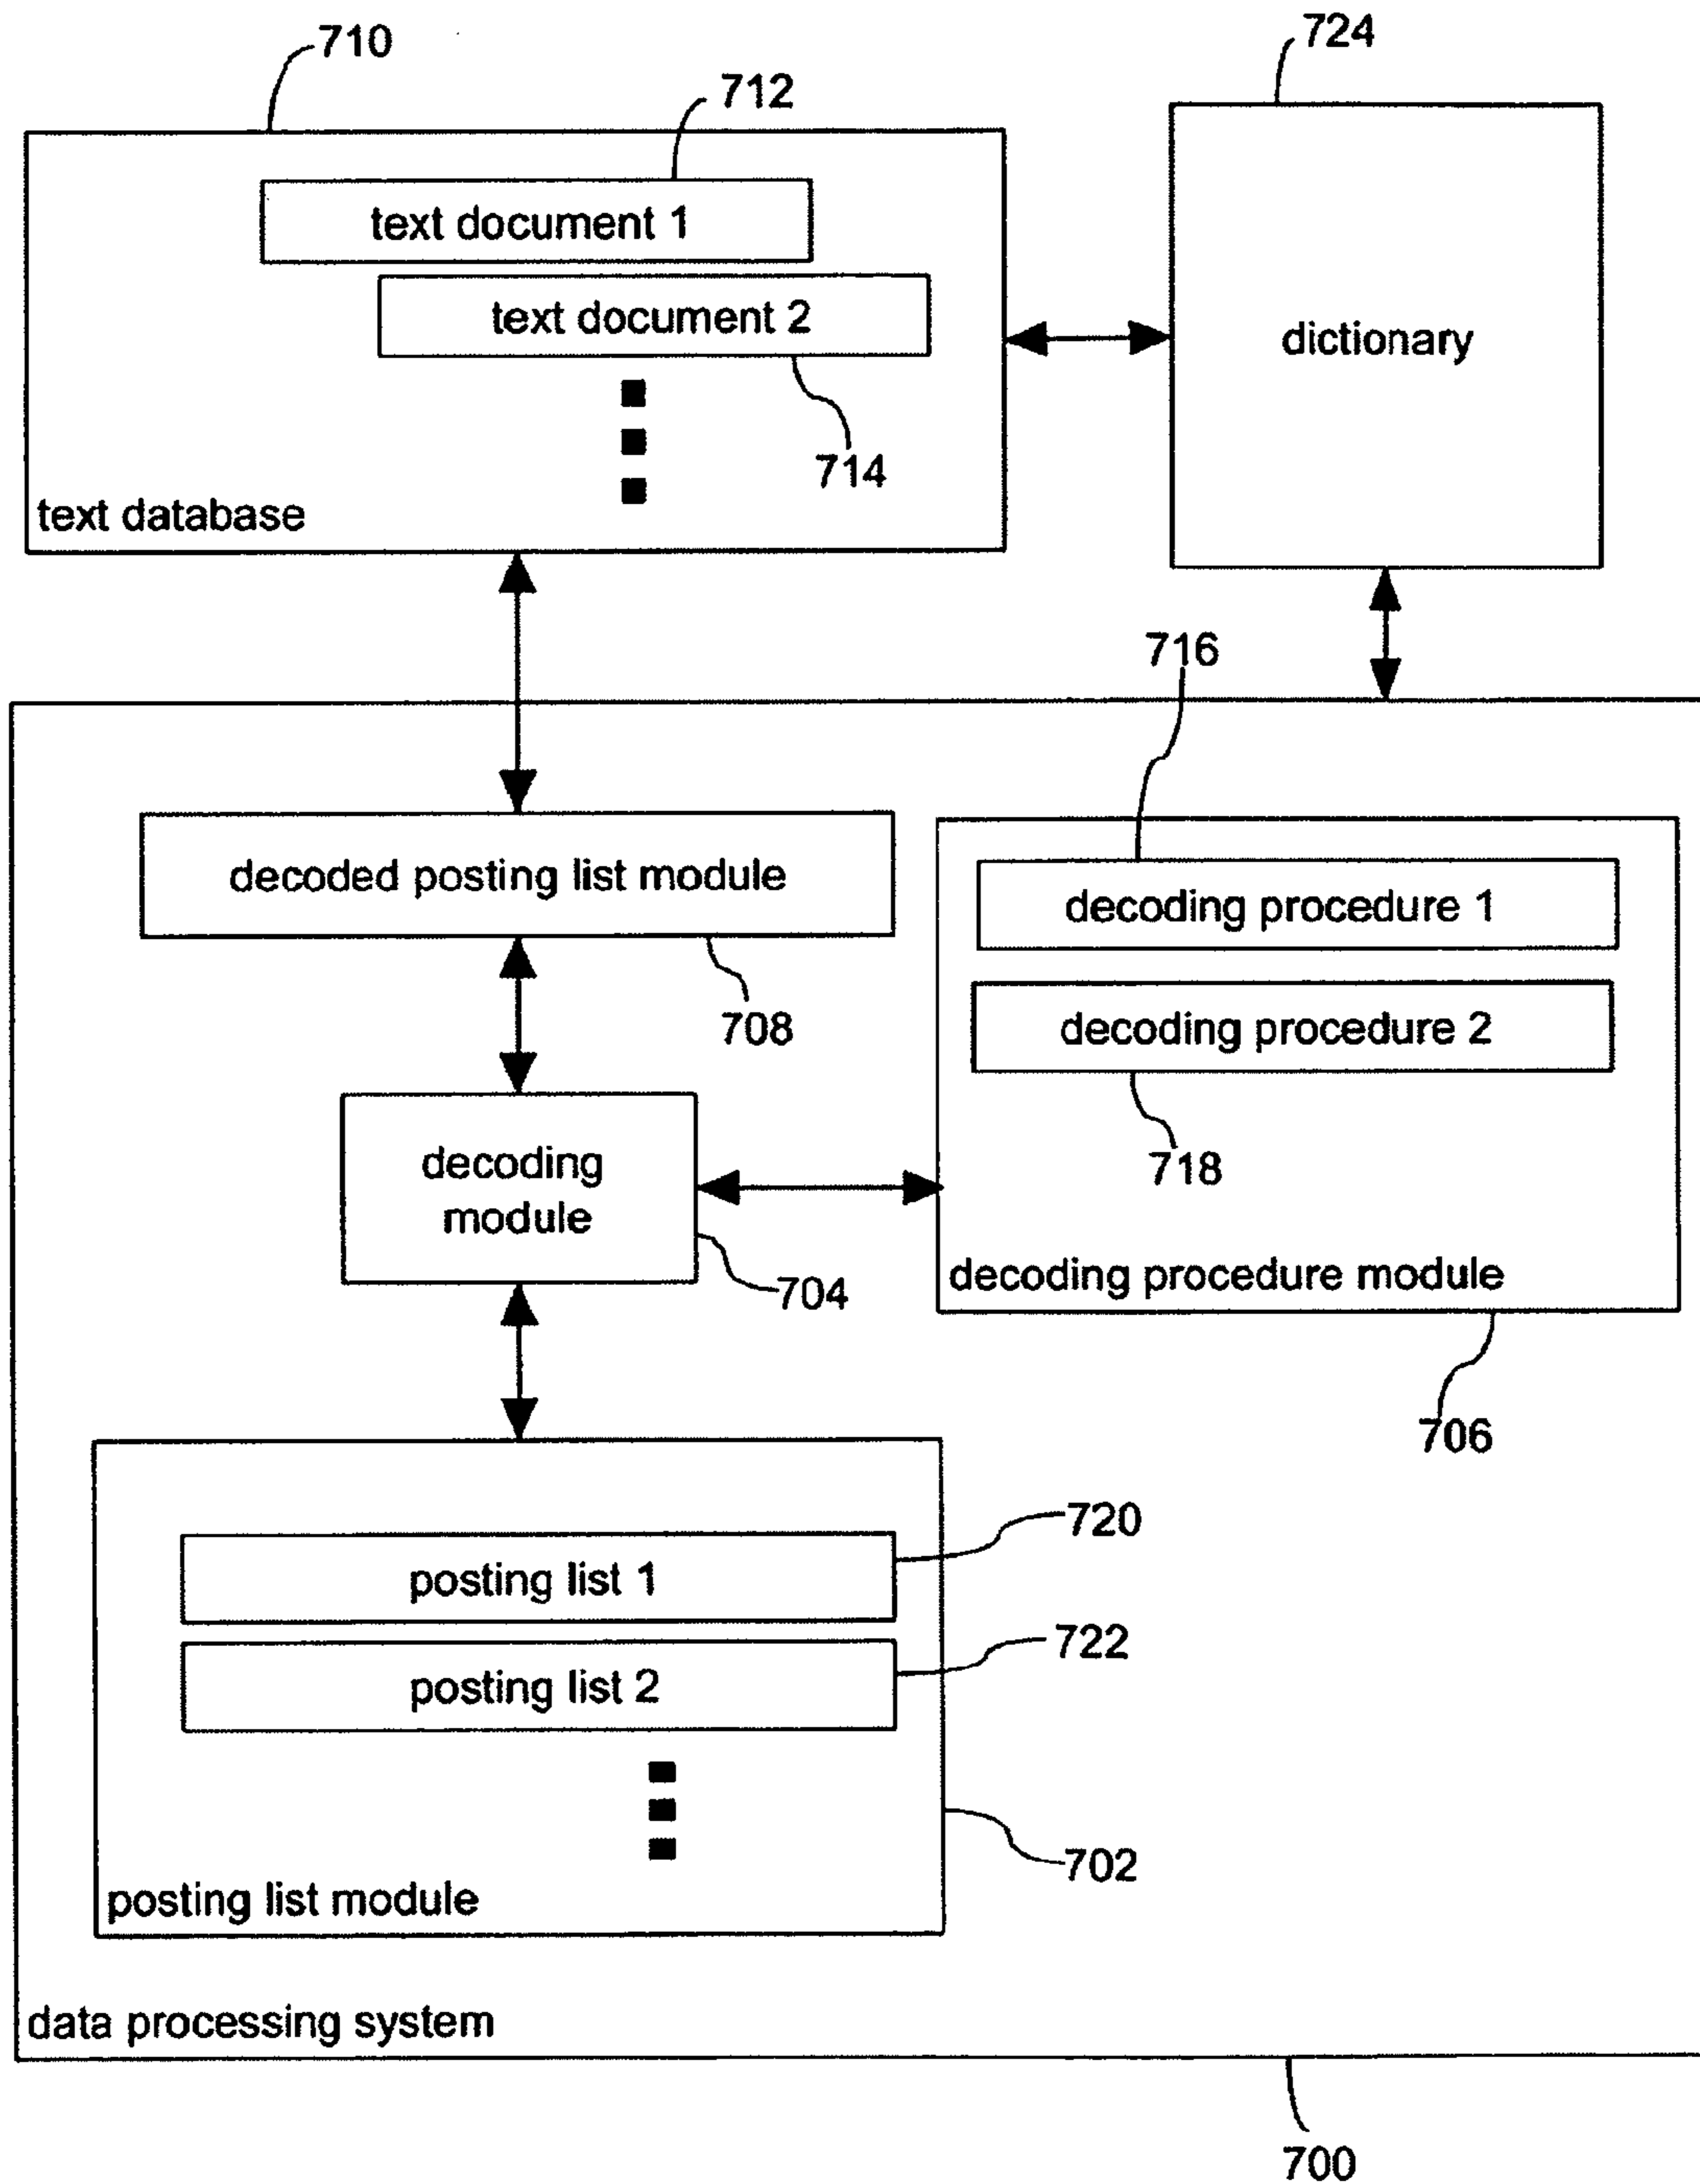 710
724
712
text document 1
text document 2
dictionary
714
text database
716
decoded posting list module
decoding procedure 1
708
decoding procedure 2
decoding
module
718
704
decoding procedure module
706
720
posting list 1
722
posting list 2
702
posting list module
data processing system
700